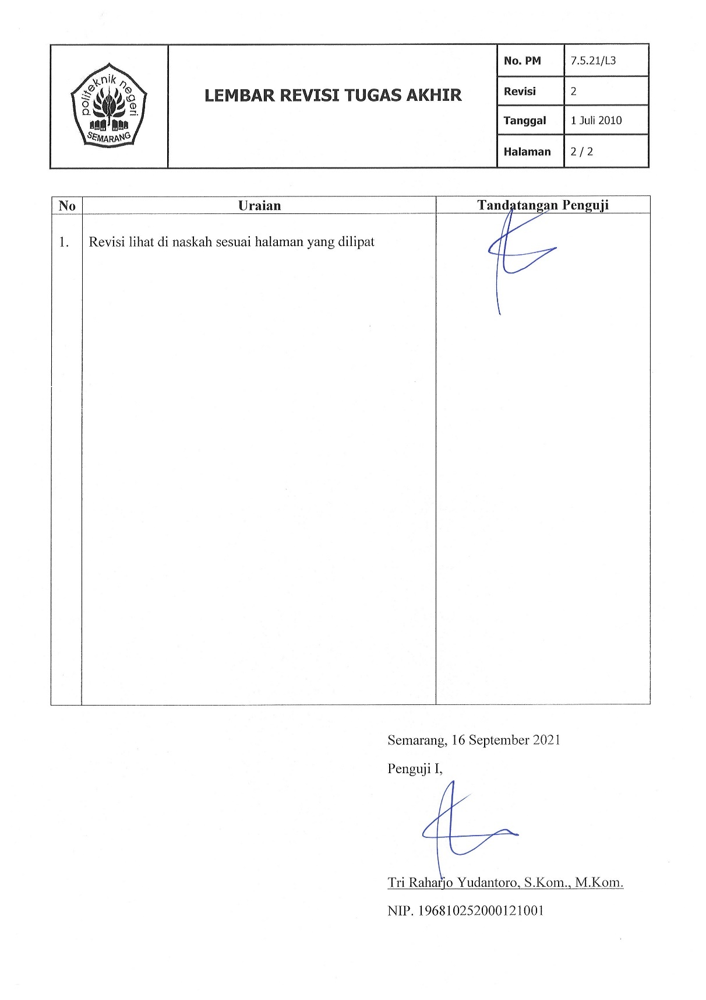 politeknik negeri
SEMARANG
LEMBAR REVISI TUGAS AKHIR
No. PM 7.5.21/L3
Revisi 2
Tanggal 1 Juli 2010
Halaman 2 / 2
No Uraian Tandatangan Penguji
1. Revisi lihat di naskah sesuai halaman yang dilipat
Semarang, 16 September 2021
Penguji I,
Tri Raharjo Yudantoro, S.Kom., M.Kom.
NIP. 196810252000121001